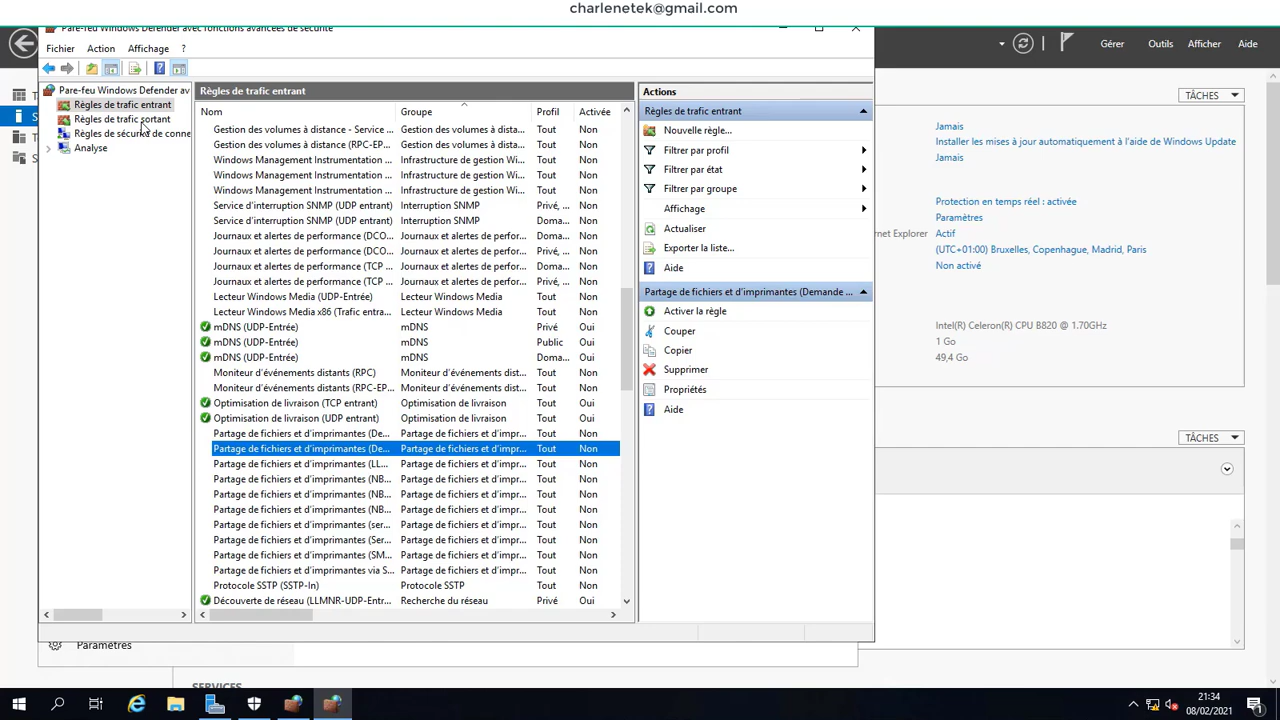 charlenetek@gmail.com
Pare-feu Windows Defender avec fonctions avancées de sécurité
Fichier Action Affichage ?
Gérer Outils Afficher Aide
Pare-feu Windows Defender av
Règles de trafic entrant
Règles de trafic sortant
Règles de sécurité de conne
Analyse
Règles de trafic entrant
Nom Groupe Profil Activée
Gestion des volumes à distance - Service ... Gestion des volumes à dista... Tout Non
Gestion des volumes à distance (RPC-EP... Gestion des volumes à dista... Tout Non
Windows Management Instrumentation ... Infrastructure de gestion Wi... Tout Non
Windows Management Instrumentation ... Infrastructure de gestion Wi... Tout Non
Windows Management Instrumentation ... Infrastructure de gestion Wi... Tout Non
Service d'interruption SNMP (UDP entrant) Interruption SNMP Privé, ... Non
Service d'interruption SNMP (UDP entrant) Interruption SNMP Doma... Non
Journaux et alertes de performance (DCO... Journaux et alertes de perfor... Doma... Non
Journaux et alertes de performance (DCO... Journaux et alertes de perfor... Privé, ... Non
Journaux et alertes de performance (TCP ... Journaux et alertes de perfor... Doma... Non
Journaux et alertes de performance (TCP ... Journaux et alertes de perfor... Privé, ... Non
Lecteur Windows Media (UDP-Entrée) Lecteur Windows Media Tout Non
Lecteur Windows Media x86 (Trafic entra... Lecteur Windows Media Tout Non
mDNS (UDP-Entrée) mDNS Privé Oui
mDNS (UDP-Entrée) mDNS Public Oui
mDNS (UDP-Entrée) mDNS Doma... Oui
Moniteur d'événements distants (RPC) Moniteur d'événements dist... Tout Non
Moniteur d'événements distants (RPC-EP... Moniteur d'événements dist... Tout Non
Optimisation de livraison (TCP entrant) Optimisation de livraison Tout Oui
Optimisation de livraison (UDP entrant) Optimisation de livraison Tout Oui
Partage de fichiers et d'imprimantes (De... Partage de fichiers et d'impr... Tout Non
Partage de fichiers et d'imprimantes (De... Partage de fichiers et d'impr... Tout Non
Partage de fichiers et d'imprimantes (LL... Partage de fichiers et d'impr... Tout Non
Partage de fichiers et d'imprimantes (NB... Partage de fichiers et d'impr... Tout Non
Partage de fichiers et d'imprimantes (NB... Partage de fichiers et d'impr... Tout Non
Partage de fichiers et d'imprimantes (NB... Partage de fichiers et d'impr... Tout Non
Partage de fichiers et d'imprimantes (ser... Partage de fichiers et d'impr... Tout Non
Partage de fichiers et d'imprimantes (Ser... Partage de fichiers et d'impr... Tout Non
Partage de fichiers et d'imprimantes (SM... Partage de fichiers et d'impr... Tout Non
Partage de fichiers et d'imprimantes via S... Partage de fichiers et d'impr... Tout Non
Protocole SSTP (SSTP-In) Protocole SSTP Tout Non
Découverte de réseau (LLMNR-UDP-Entr... Recherche du réseau Privé Oui
Actions
Règles de trafic entrant
Nouvelle règle...
Filtrer par profil
Filtrer par état
Filtrer par groupe
Affichage
Actualiser
Exporter la liste...
Aide
Partage de fichiers et d'imprimantes (Demande ...
Activer la règle
Couper
Copier
Supprimer
Propriétés
Aide
TÂCHES
Jamais
Installer les mises à jour automatiquement à l'aide de Windows Update
Jamais
Protection en temps réel : activée
Paramètres
rnet Explorer Actif
(UTC+01:00) Bruxelles, Copenhague, Madrid, Paris
Non activé
Intel(R) Celeron(R) CPU B820 @ 1.70GHz
1 Go
49,4 Go
TÂCHES
Paramètres
SERVICES
21:34
08/02/2021
1